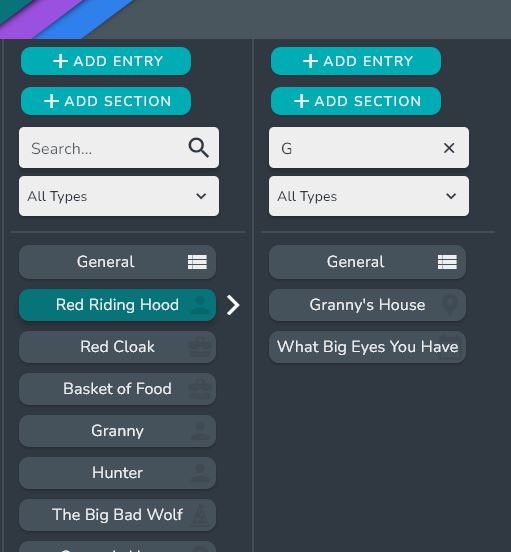 ADD ENTRY
ADD SECTION
Search...
All Types
General
Red Riding Hood
Red Cloak
Basket of Food
Granny
Hunter
The Big Bad Wolf
ADD ENTRY
ADD SECTION
G
All Types
General
Granny's House
What Big Eyes You Have